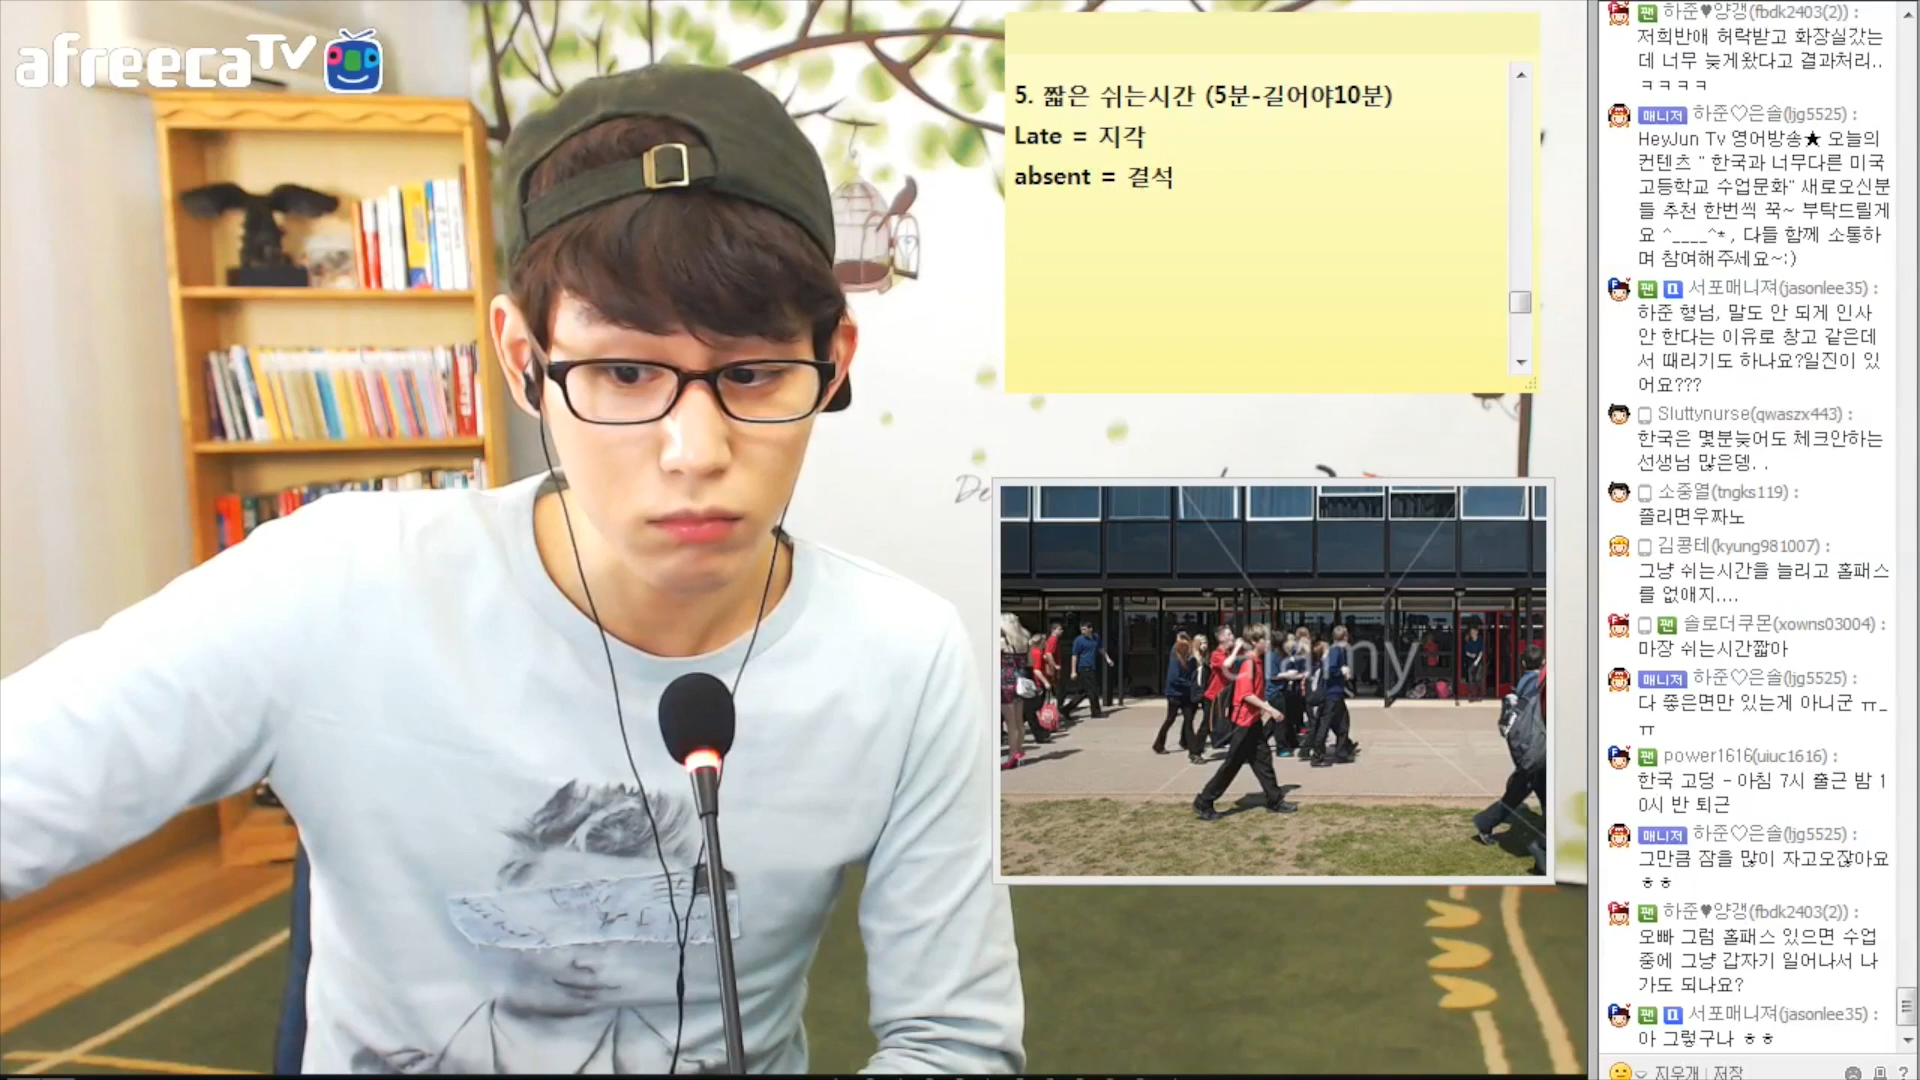 afreecaTV
5. 짧은 쉬는시간 (5분-길어야10분)
Late = 지각
absent = 결석
De
alamy
팬 하준♥양갱(fbdk2403(2)) :
저희반애 허락받고 화장실갔는
데 너무 늦게왔다고 결과처리..
ㅋㅋㅋㅋ
매니저 하준♡은솔(ljg5525) :
HeyJun Tv 영어방송★ 오늘의
컨텐츠 " 한국과 너무다른 미국
고등학교 수업문화" 새로오신분
들 추천 한번씩 꾹~ 부탁드릴게
요 ^____^* , 다들 함께 소통하
며 참여해주세요~:)
팬 서포매니져(jasonlee35) :
하준 형님, 말도 안 되게 인사
안 한다는 이유로 창고 같은데
서 때리기도 하나요?일진이 있
어요???
Sluttynurse(qwaszx443) :
한국은 몇분늦어도 체크안하는
선생님 많은뎅. .
소중열(tngks119) :
쫄리면우짜노
김콩테(kyung981007) :
그냥 쉬는시간을 늘리고 홀패스
를 없애지....
팬 솔로더쿠몬(xowns03004) :
마장 쉬는시간짧아
매니저 하준♡은솔(ljg5525) :
다 좋은면만 있는게 아니군 ㅠ_
ㅠ
팬 power1616(uiuc1616) :
한국 고딩 - 아침 7시 출근 밤 1
0시 반 퇴근
매니저 하준♡은솔(ljg5525) :
그만큼 잠을 많이 자고오잖아요
ㅎㅎ
팬 하준♥양갱(fbdk2403(2)) :
오빠 그럼 홀패스 있으면 수업
중에 그냥 갑자기 일어나서 나
가도 되나요?
팬 서포매니져(jasonlee35) :
아 그렇구나 ㅎㅎ
지우개 | 저장